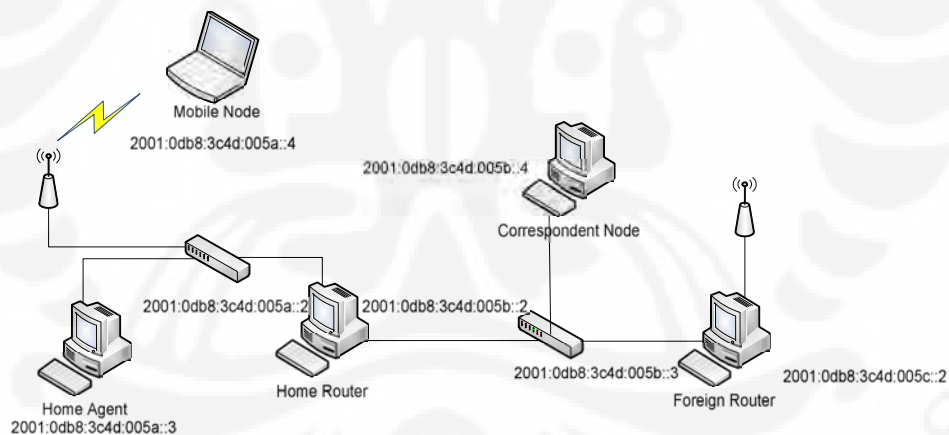 Mobile Node
2001:0db8:3c4d:005a::4
2001:0db8:3c4d:005b::4
Correspondent Node
2001:0db8:3c4d:005a::2
2001:0db8:3c4d:005b::2
Home Router
2001:0db8:3c4d:005b::3
2001:0db8:3c4d:005c::2
Foreign Router
Home Agent
2001:0db8:3c4d:005a::3